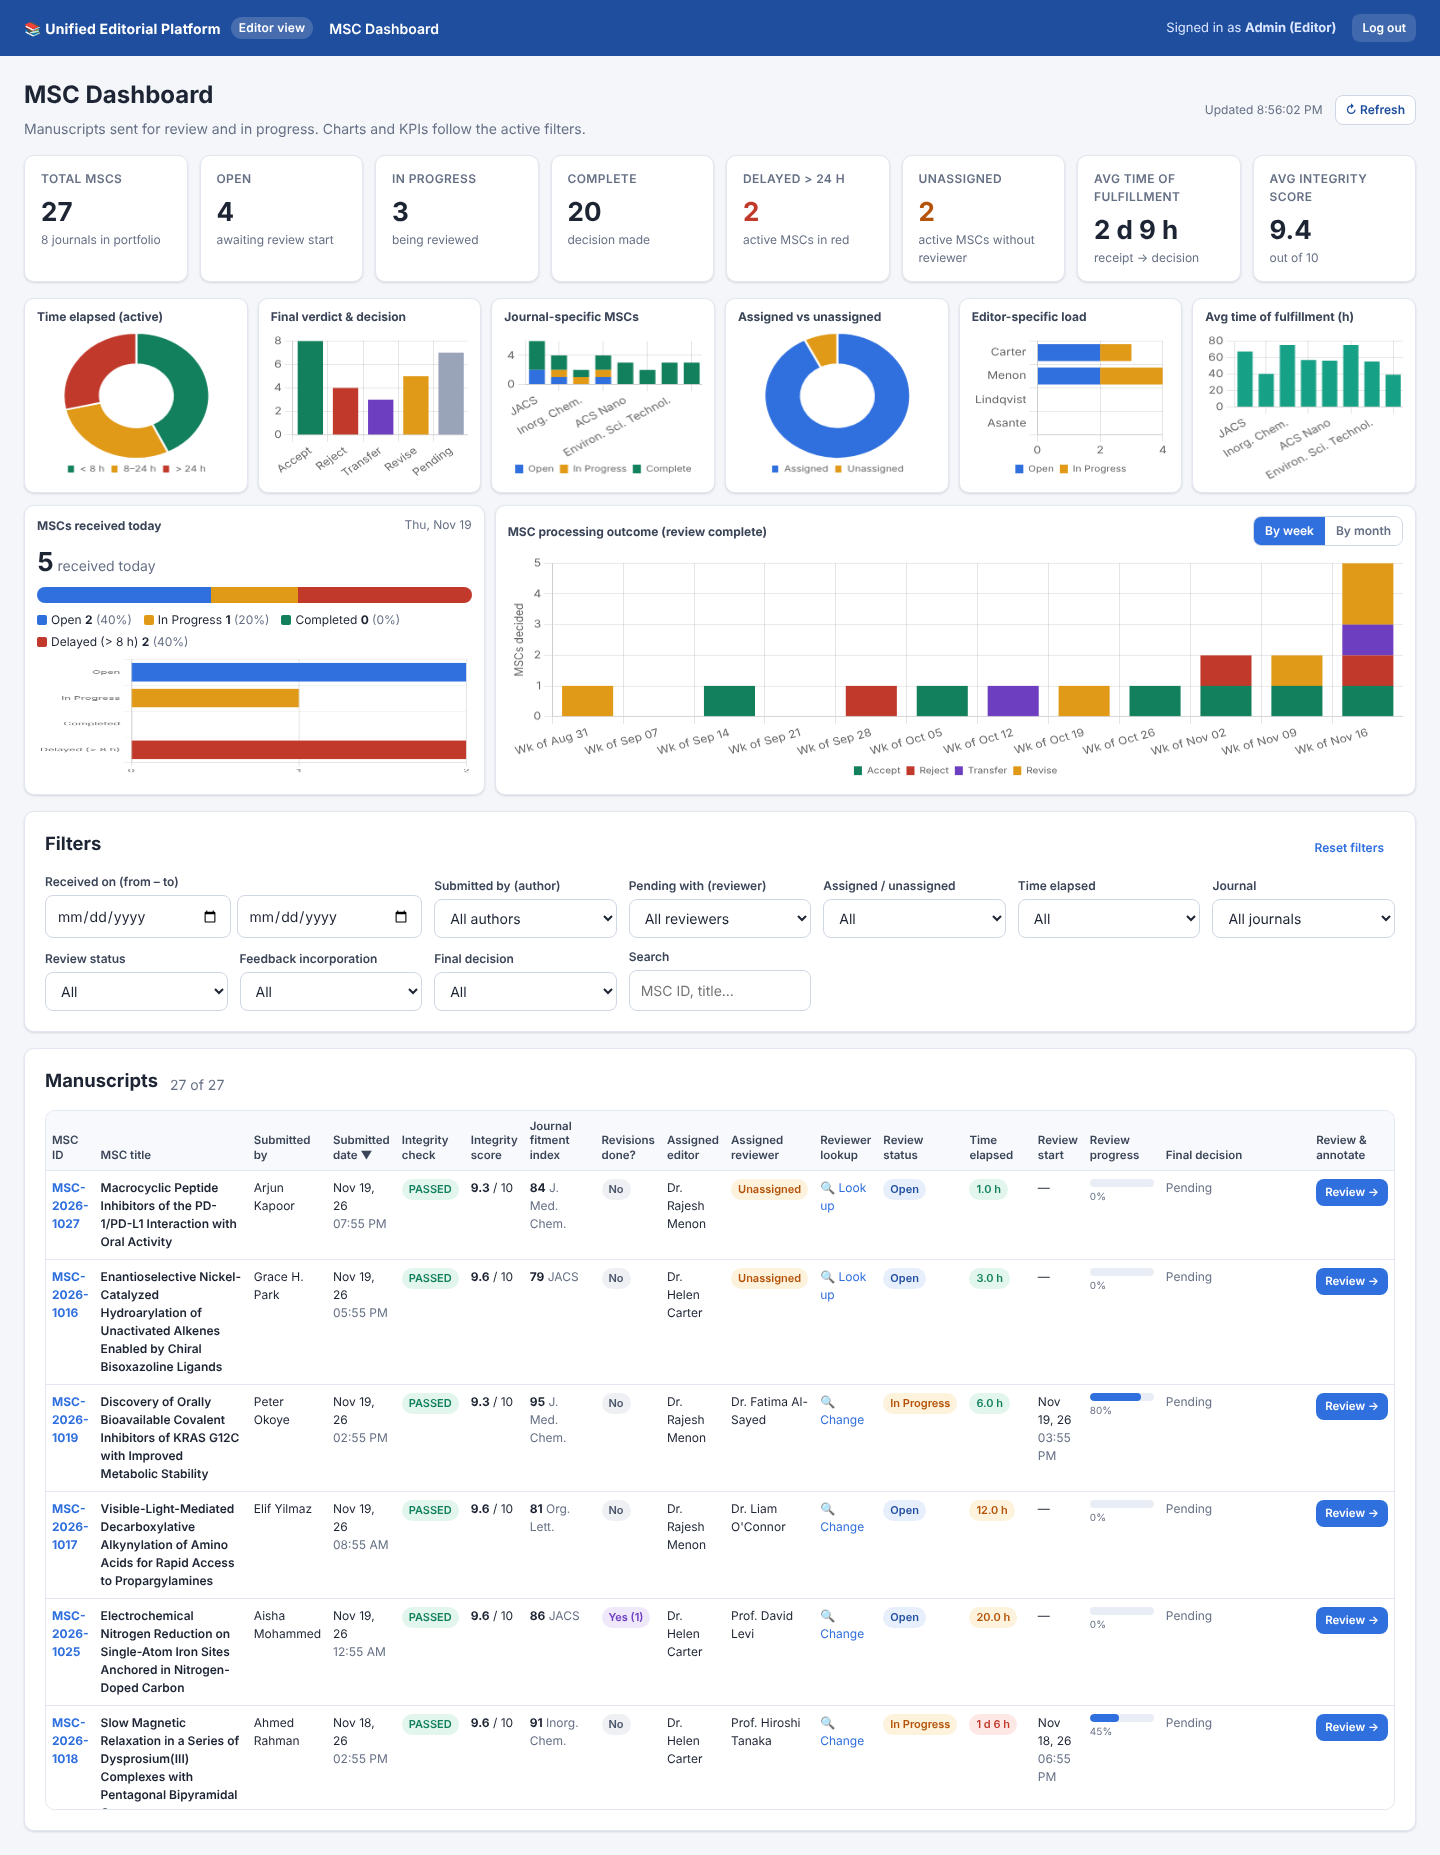 📚 Unified Editorial Platform Editor view MSC Dashboard Signed in as Admin (Editor) Log out
MSC Dashboard
Updated 8:56:02 PM ↻ Refresh
Manuscripts sent for review and in progress. Charts and KPIs follow the active filters.
TOTAL MSCS
27
8 journals in portfolio
OPEN
4
awaiting review start
IN PROGRESS
3
being reviewed
COMPLETE
20
decision made
DELAYED > 24 H
2
active MSCs in red
UNASSIGNED
2
active MSCs without
reviewer
AVG TIME OF
FULFILLMENT
2 d 9 h
receipt → decision
AVG INTEGRITY
SCORE
9.4
out of 10
Time elapsed (active)
< 8 h 8–24 h > 24 h
Final verdict & decision
8
6
4
2
0
Accept Reject Transfer Revise Pending
Journal-specific MSCs
4
0
JACS Inorg. Chem. ACS Nano Environ. Sci. Technol.
Open In Progress Complete
Assigned vs unassigned
Assigned Unassigned
Editor-specific load
Carter
Menon
Lindqvist
Asante
0 2 4
Open In Progress
Avg time of fulfillment (h)
80
60
40
20
0
JACS Inorg. Chem. ACS Nano Environ. Sci. Technol.
MSCs received today Thu, Nov 19
5 received today
Open 2 (40%) In Progress 1 (20%) Completed 0 (0%)
Delayed (> 8 h) 2 (40%)
Open
In Progress
Completed
Delayed (> 8 h)
0 1 2
MSC processing outcome (review complete) By week By month
MSCs decided
5
4
3
2
1
0
Wk of Aug 31 Wk of Sep 07 Wk of Sep 14 Wk of Sep 21 Wk of Sep 28 Wk of Oct 05 Wk of Oct 12 Wk of Oct 19 Wk of Oct 26 Wk of Nov 02 Wk of Nov 09 Wk of Nov 16
Accept Reject Transfer Revise
Filters Reset filters
Received on (from – to)
mm/dd/yyyy mm/dd/yyyy
Submitted by (author)
All authors
Pending with (reviewer)
All reviewers
Assigned / unassigned
All
Time elapsed
All
Journal
All journals
Review status
All
Feedback incorporation
All
Final decision
All
Search
MSC ID, title...
Manuscripts 27 of 27
MSC
ID
MSC title
Submitted
by
Submitted
date ▼
Integrity
check
Integrity
score
Journal
fitment
index
Revisions
done?
Assigned
editor
Assigned
reviewer
Reviewer
lookup
Review
status
Time
elapsed
Review
start
Review
progress
Final decision
Review &
annotate
MSC-
2026-
1027
Macrocyclic Peptide
Inhibitors of the PD-
1/PD-L1 Interaction with
Oral Activity
Arjun
Kapoor
Nov 19,
26
07:55 PM
PASSED
9.3 / 10
84 J.
Med.
Chem.
No
Dr.
Rajesh
Menon
Unassigned
🔍 Look
up
Open
1.0 h
—
0%
Pending
Review →
MSC-
2026-
1016
Enantioselective Nickel-
Catalyzed
Hydroarylation of
Unactivated Alkenes
Enabled by Chiral
Bisoxazoline Ligands
Grace H.
Park
Nov 19,
26
05:55 PM
PASSED
9.6 / 10
79 JACS
No
Dr.
Helen
Carter
Unassigned
🔍 Look
up
Open
3.0 h
—
0%
Pending
Review →
MSC-
2026-
1019
Discovery of Orally
Bioavailable Covalent
Inhibitors of KRAS G12C
with Improved
Metabolic Stability
Peter
Okoye
Nov 19,
26
02:55 PM
PASSED
9.3 / 10
95 J.
Med.
Chem.
No
Dr.
Rajesh
Menon
Dr. Fatima Al-
Sayed
🔍
Change
In Progress
6.0 h
Nov
19, 26
03:55
PM
80%
Pending
Review →
MSC-
2026-
1017
Visible-Light-Mediated
Decarboxylative
Alkynylation of Amino
Acids for Rapid Access
to Propargylamines
Elif Yilmaz
Nov 19,
26
08:55 AM
PASSED
9.6 / 10
81 Org.
Lett.
No
Dr.
Rajesh
Menon
Dr. Liam
O'Connor
🔍
Change
Open
12.0 h
—
0%
Pending
Review →
MSC-
2026-
1025
Electrochemical
Nitrogen Reduction on
Single-Atom Iron Sites
Anchored in Nitrogen-
Doped Carbon
Aisha
Mohammed
Nov 19,
26
12:55 AM
PASSED
9.6 / 10
86 JACS
Yes (1)
Dr.
Helen
Carter
Prof. David
Levi
🔍
Change
Open
20.0 h
—
0%
Pending
Review →
MSC-
2026-
1018
Slow Magnetic
Relaxation in a Series of
Dysprosium(III)
Complexes with
Pentagonal Bipyramidal
Ahmed
Rahman
Nov 18,
26
02:55 PM
PASSED
9.6 / 10
91 Inorg.
Chem.
No
Dr.
Helen
Carter
Prof. Hiroshi
Tanaka
🔍
Change
In Progress
1 d 6 h
Nov
18, 26
06:55
PM
45%
Pending
Review →